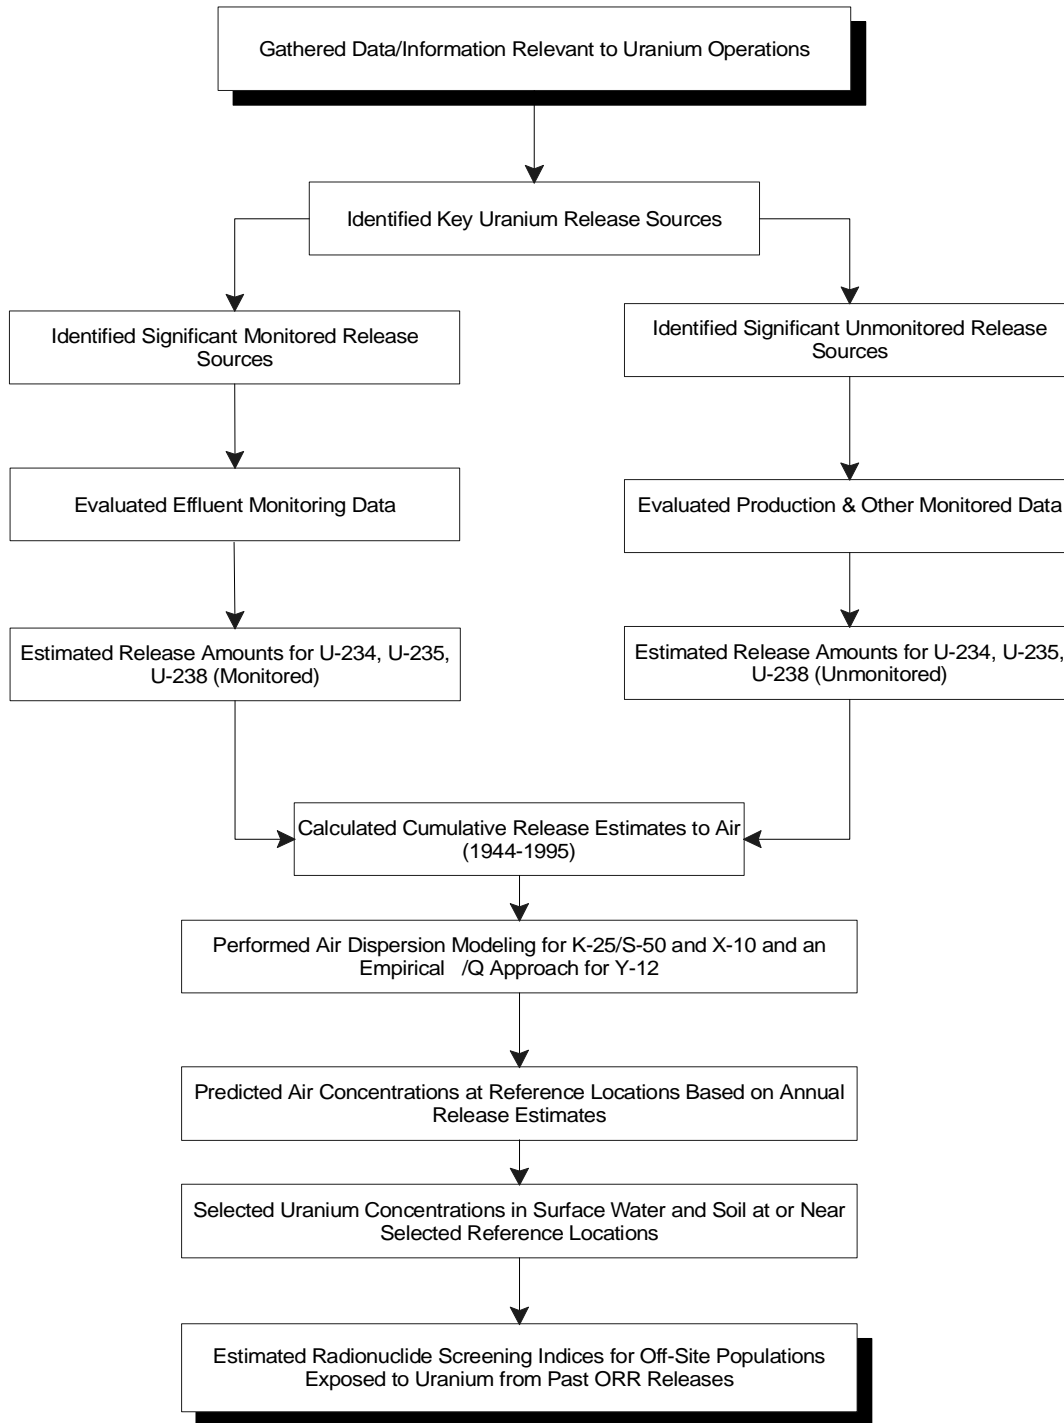 Gathered Data/Information Relevant to Uranium Operations
Identified Key Uranium Release Sources
Identified Significant Monitored Release
Sources
Identified Significant Unmonitored Release
Sources
Evaluated Effluent Monitoring Data
Evaluated Production & Other Monitored Data
Estimated Release Amounts for U-234, U-235,
U-238 (Monitored)
Estimated Release Amounts for U-234, U-235,
U-238 (Unmonitored)
Calculated Cumulative Release Estimates to Air
(1944-1995)
Performed Air Dispersion Modeling for K-25/S-50 and X-10 and an
Empirical /Q Approach for Y-12
Predicted Air Concentrations at Reference Locations Based on Annual
Release Estimates
Selected Uranium Concentrations in Surface Water and Soil at or Near
Selected Reference Locations
Estimated Radionuclide Screening Indices for Off-Site Populations
Exposed to Uranium from Past ORR Releases